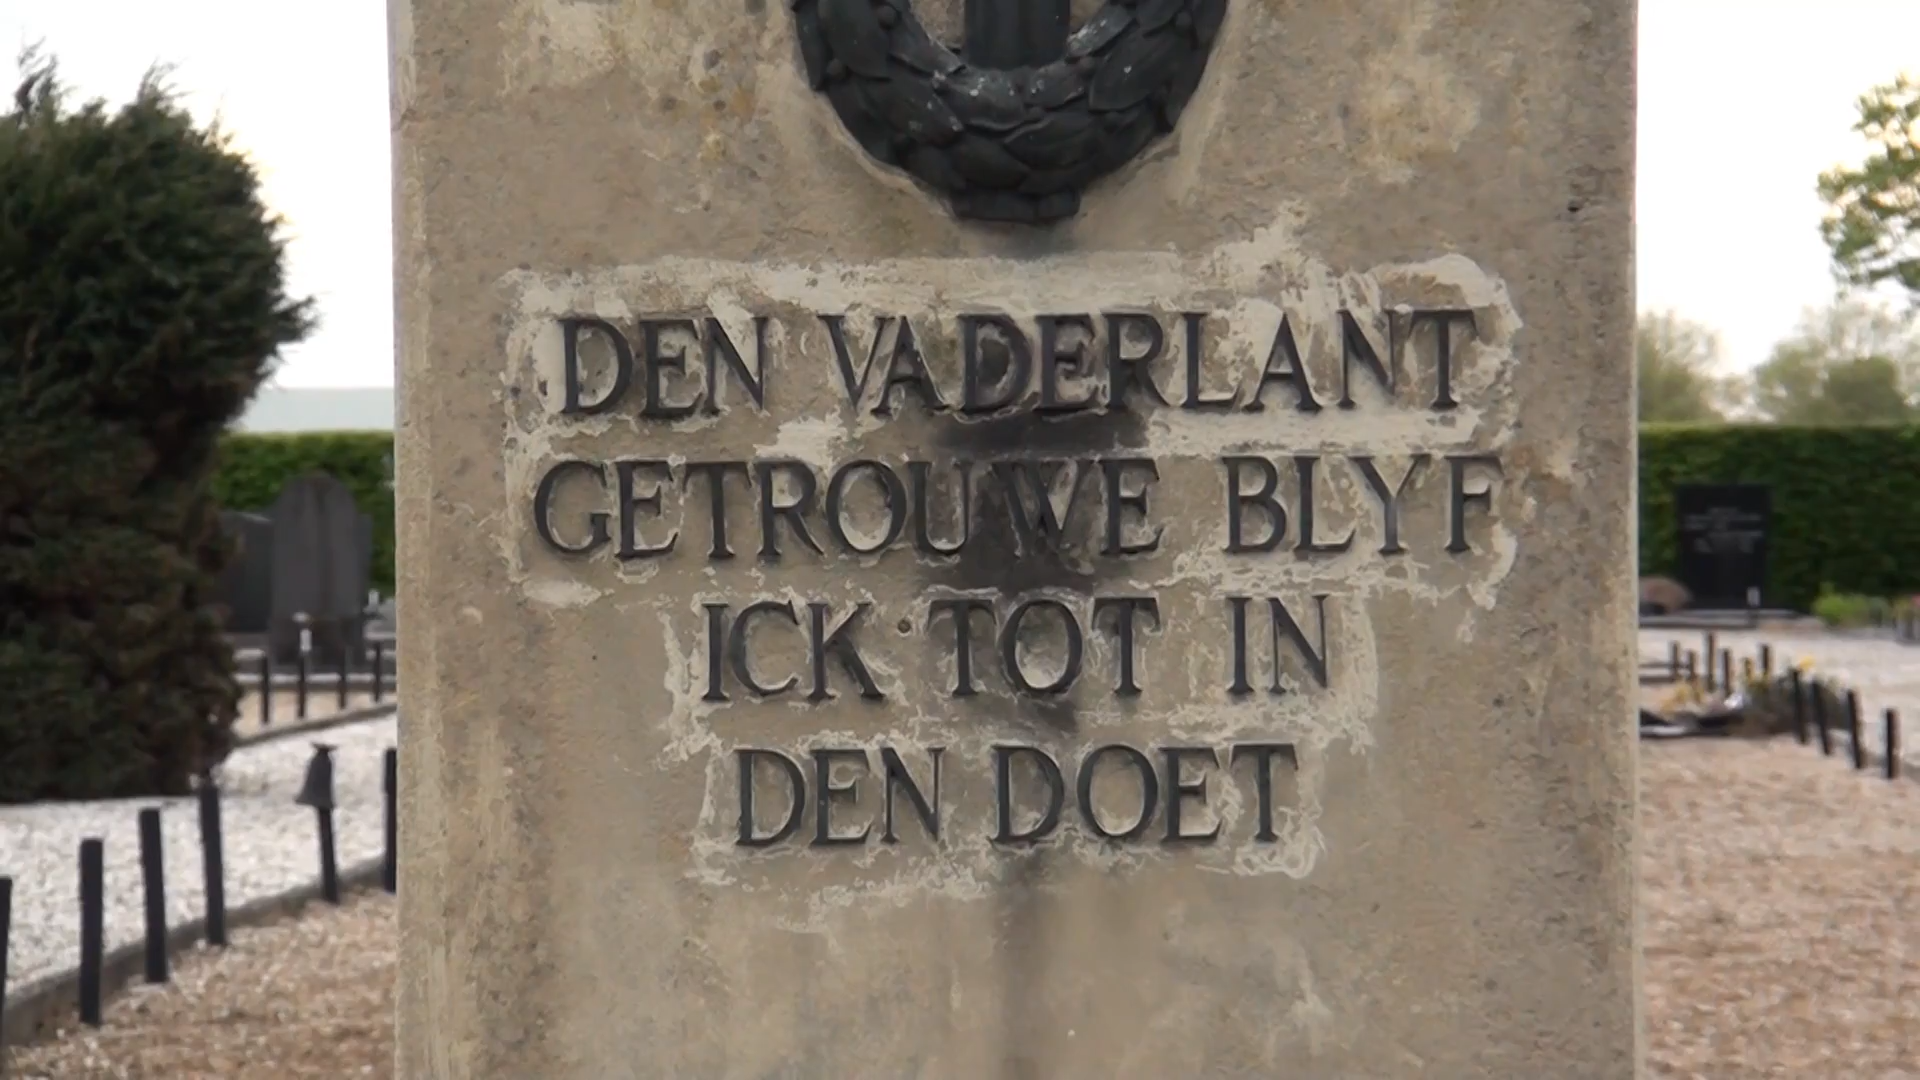 DEN VADERLANT
GETROUWE BLYF
ICK TOT IN
DEN DOET